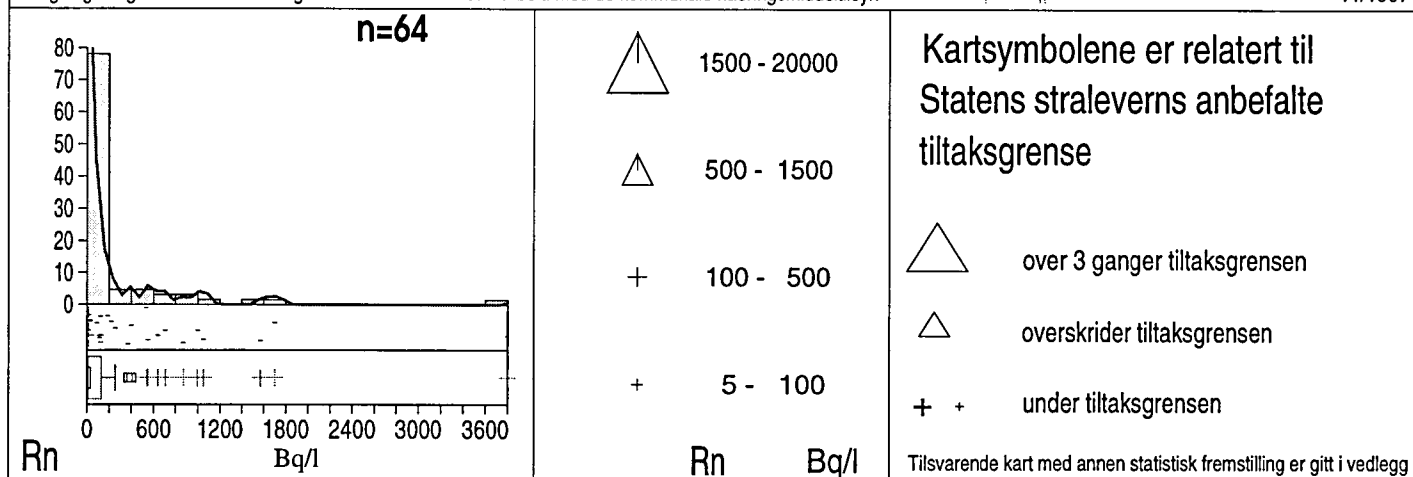 n=64
80
70
60
50
40
30
20
10
0
0 600 1200 1800 2400 3000 3600
Rn Bq/l
1500 - 20000
500 - 1500
100 - 500
5 - 100
Rn Bq/l
Kartsymbolene er relatert til
Statens straleverns anbefalte
tiltaksgrense
over 3 ganger tiltaksgrensen
overskrider tiltaksgrensen
under tiltaksgrensen
Tilsvarende kart med annen statistisk fremstilling er gitt i vedlegg